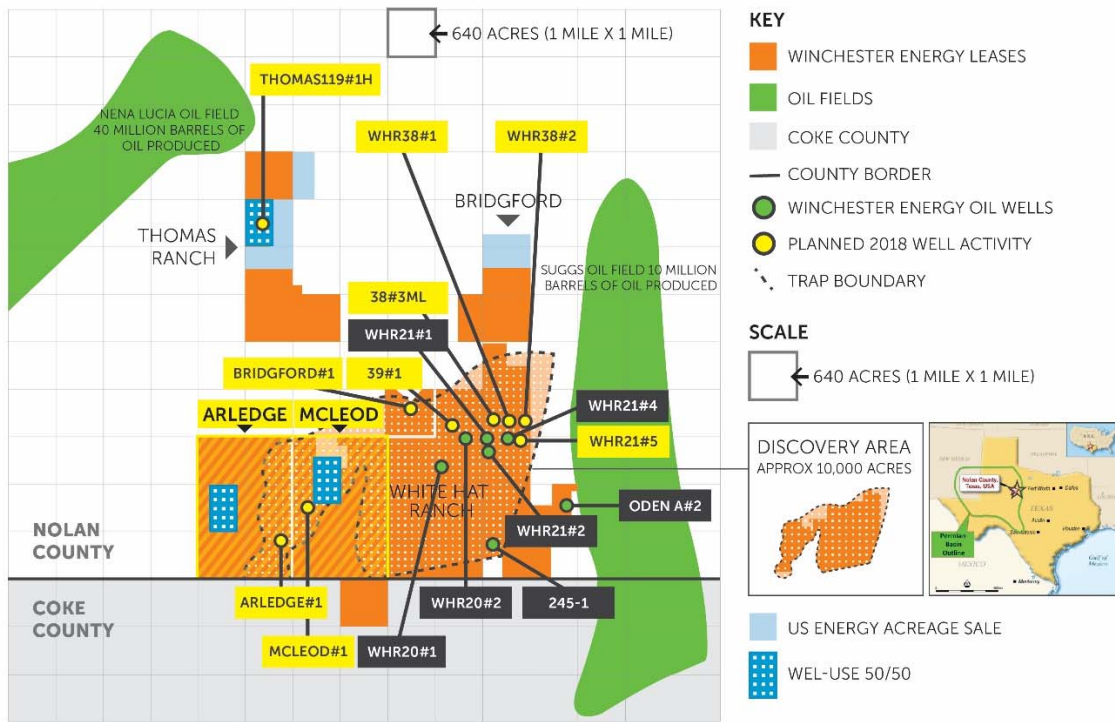 640 ACRES (1 MILE X 1 MILE)
THOMAS119#1H
NENA LUCIA OIL FIELD
40 MILLION BARRELS OF
OIL PRODUCED
WHR38#1
WHR38#2
BRIDGFORD
THOMAS
RANCH
SUGGS OIL FIELD 10 MILLION
BARRELS OF OIL PRODUCED
38#3ML
WHR21#1
BRIDGFORD#1
39#1
ARLEDGE
MCLEOD
WHR21#4
WHR21#5
WHITE HAT
RANCH
ODEN A#2
WHR21#2
NOLAN
COUNTY
COKE
COUNTY
ARLEDGE#1
WHR20#2
245-1
MCLEOD#1
WHR20#1
KEY
WINCHESTER ENERGY LEASES
OIL FIELDS
COKE COUNTY
COUNTY BORDER
WINCHESTER ENERGY OIL WELLS
PLANNED 2018 WELL ACTIVITY
TRAP BOUNDARY
SCALE
640 ACRES (1 MILE X 1 MILE)
DISCOVERY AREA
APPROX 10,000 ACRES
Nolan County,
Texas, USA
Fort Worth
Dallas
TEXAS
Austin
Houston
Permian
Basin
Outline
MEXICO
Gulf of
Mexico
Monterrey
US ENERGY ACREAGE SALE
WEL-USE 50/50